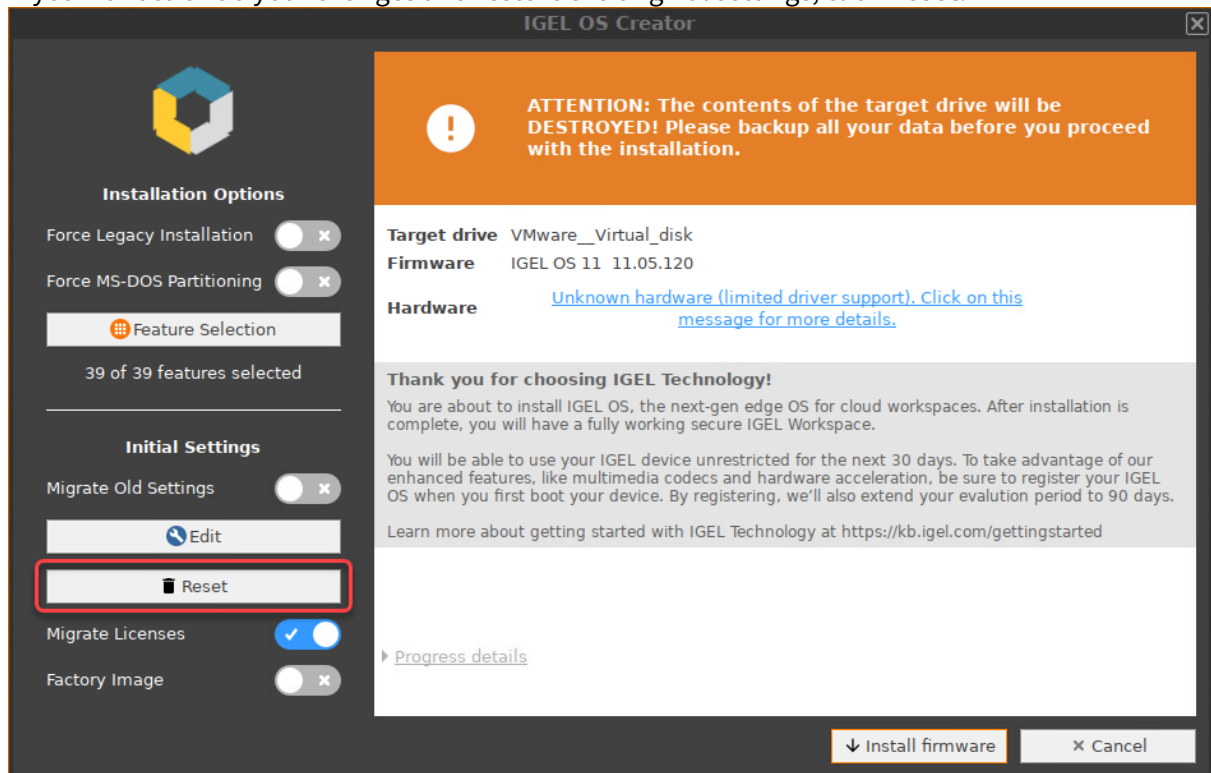 IGEL OS Creator
ATTENTION: The contents of the target drive will be
DESTROYED! Please backup all your data before you proceed
with the installation.
Installation Options
Force Legacy Installation
Force MS-DOS Partitioning
Feature Selection
39 of 39 features selected
Initial Settings
Migrate Old Settings
Edit
Reset
Migrate Licenses
Factory Image
Target drive VMware__Virtual_disk
Firmware IGEL OS 11 11.05.120
Hardware Unknown hardware (limited driver support). Click on this
message for more details.
Thank you for choosing IGEL Technology!
You are about to install IGEL OS, the next-gen edge OS for cloud workspaces. After installation is
complete, you will have a fully working secure IGEL Workspace.
You will be able to use your IGEL device unrestricted for the next 30 days. To take advantage of our
enhanced features, like multimedia codecs and hardware acceleration, be sure to register your IGEL
OS when you first boot your device. By registering, we'll also extend your evalution period to 90 days.
Learn more about getting started with IGEL Technology at https://kb.igel.com/gettingstarted
Progress details
Install firmware
Cancel